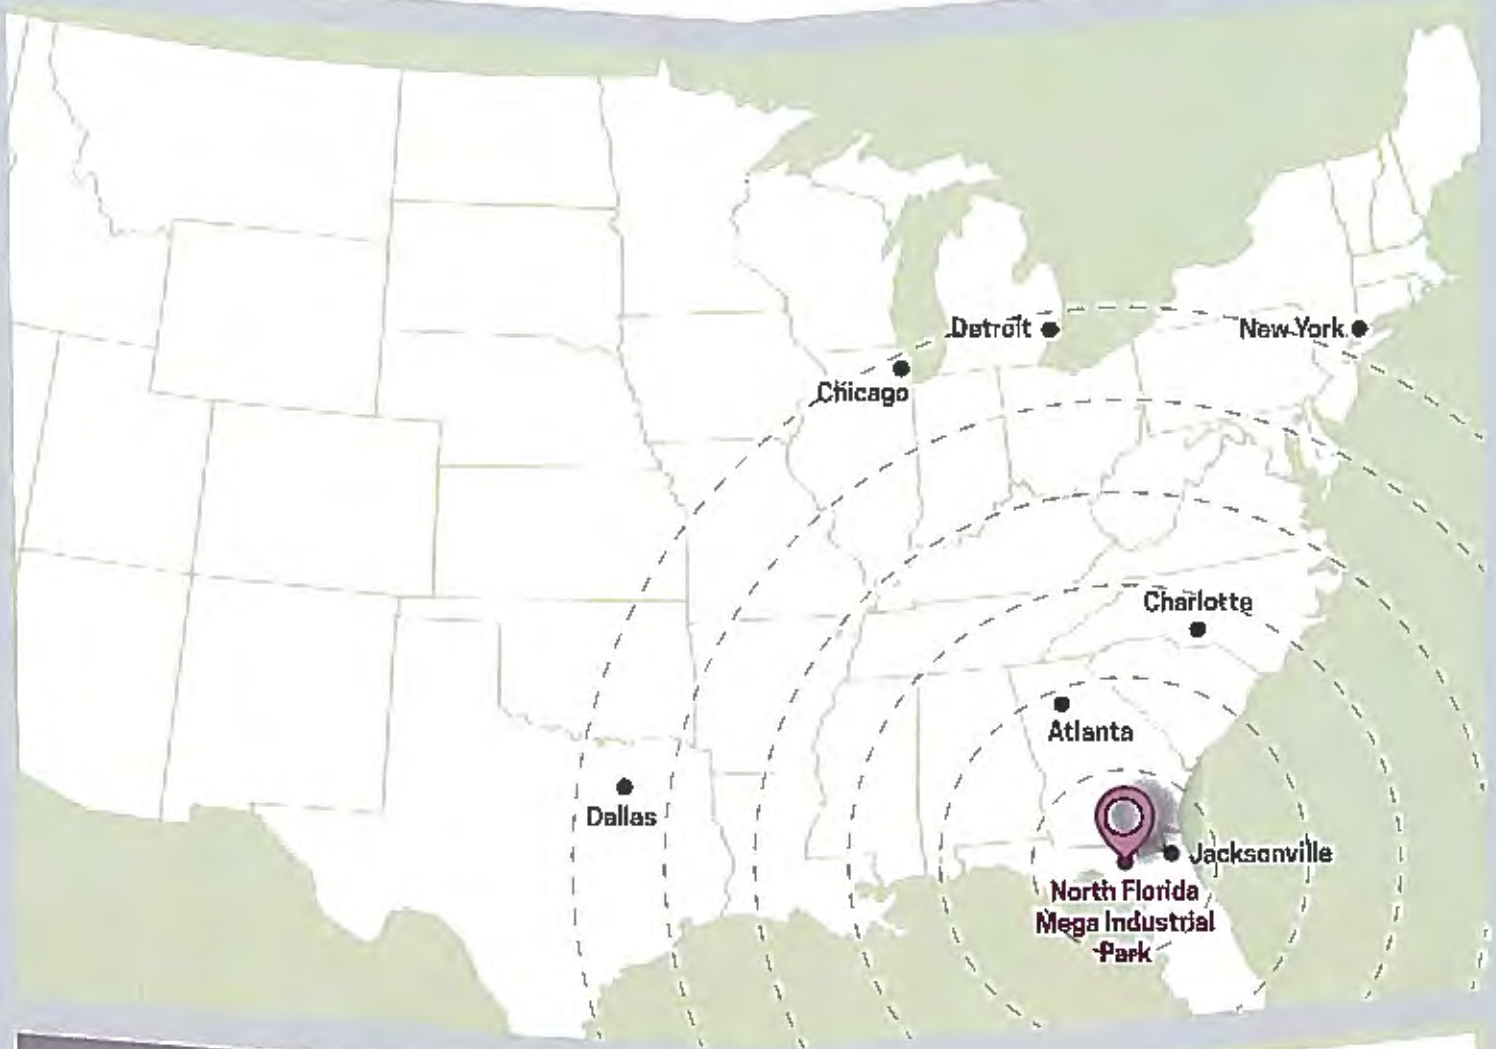 Detroit
New York
Chicago
Charlotte
Atlanta
Dallas
Jacksonville
North Florida
Mega Industrial
Park